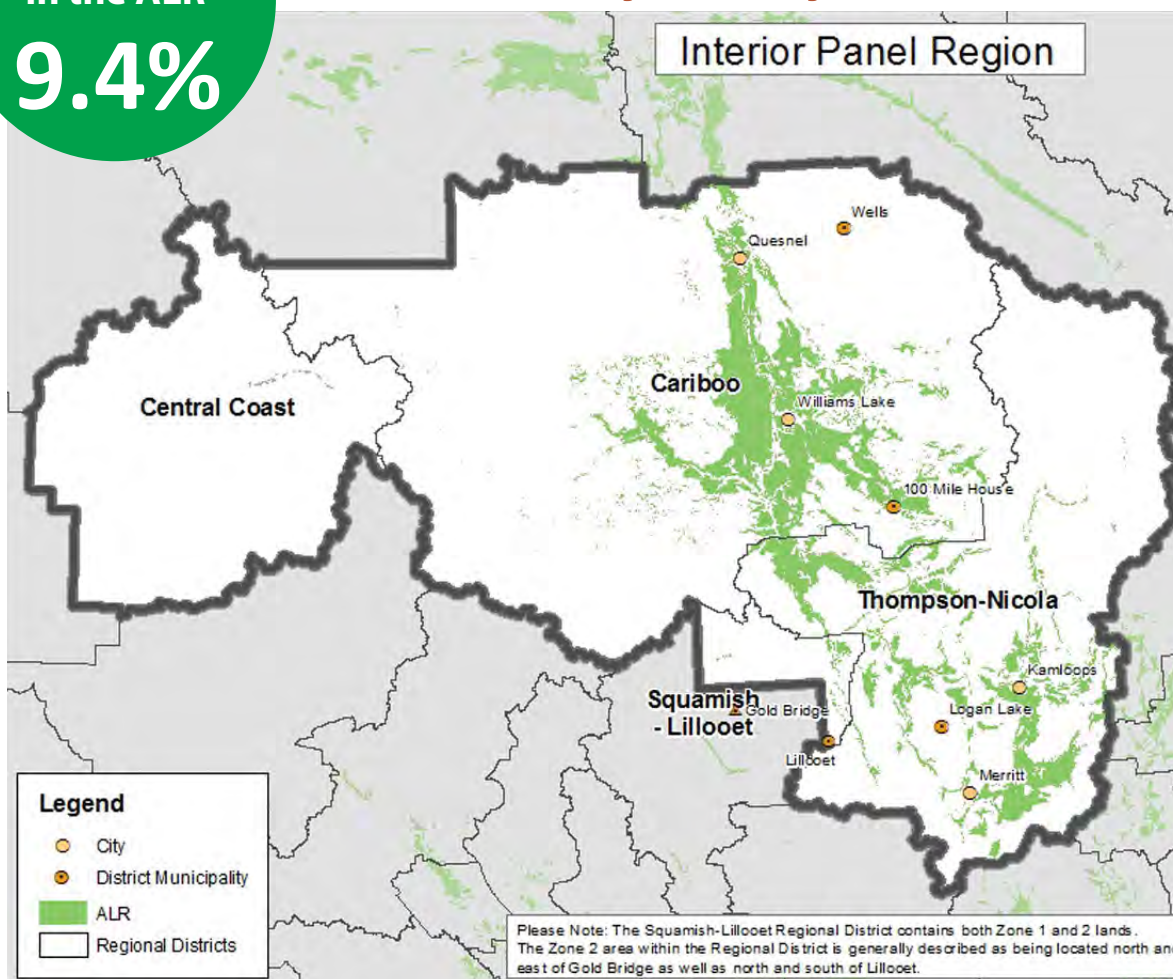 in the ALR
9.4%
Interior Panel Region
Wells
Quesnel
Cariboo
Central Coast
Williams Lake
100 Mile House
Thompson-Nicola
Kamloops
Squamish
- Lillooet
Gold Bridge
Logan Lake
Lillooet
Merritt
Legend
City
District Municipality
ALR
Regional Districts
Please Note: The Squamish-Lillooet Regional District contains both Zone 1 and 2 lands.
The Zone 2 area within the Regional District is generally described as being located north and
east of Gold Bridge as well as north and south of Lillooet.